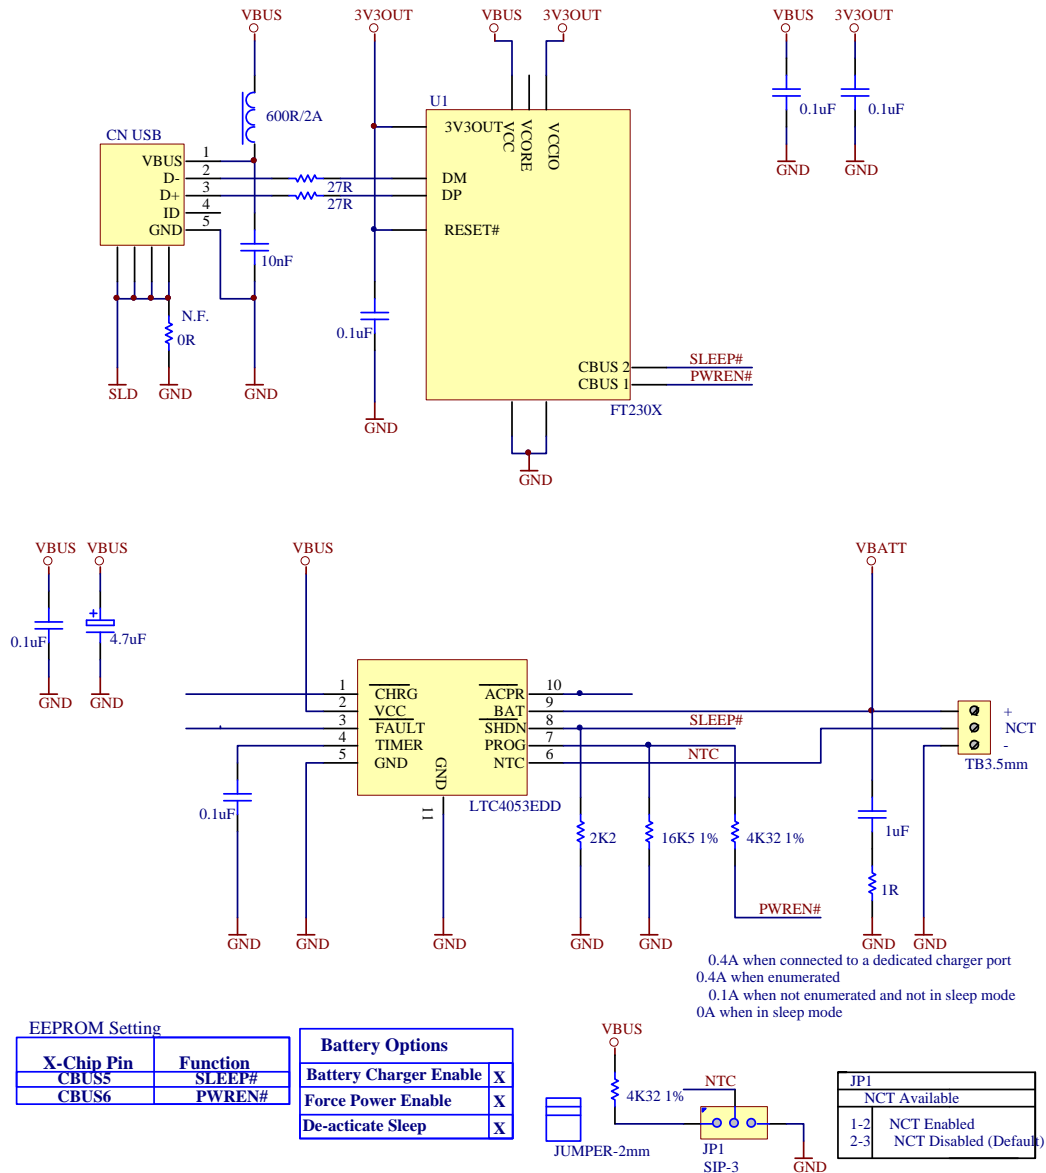 VBUS
3V3OUT
VBUS
3V3OUT
VBUS
3V3OUT
600R/2A
U1
0.1uF
0.1uF
GND
GND
CN USB
VBUS 1
D- 2
D+ 3
ID 4
GND 5
27R
27R
10nF
3V3OUT
VCC
VCORE
VCCIO
DM
DP
RESET#
N.F.
0R
0.1uF
SLD
GND
GND
GND
CBUS 2
SLEEP#
CBUS 1
PWREN#
FT230X
GND
VBUS
VBUS
VBUS
VBATT
0.1uF
4.7uF
GND
GND
1 CHRG
2 VCC
3 FAULT
4 TIMER
5 GND
GND
11
ACPR 10
BAT 9
SHDN 8
PROG 7
NTC 6
SLEEP#
NTC
LTC4053EDD
+
NCT
-
TB3.5mm
0.1uF
2K2
16K5 1%
4K32 1%
1uF
1R
PWREN#
GND
GND
GND
GND
GND
GND
GND
0.4A when connected to a dedicated charger port
0.4A when enumerated
0.1A when not enumerated and not in sleep mode
0A when in sleep mode
EEPROM Setting
X-Chip Pin Function
CBUS5 SLEEP#
CBUS6 PWREN#
Battery Options
Battery Charger Enable X
Force Power Enable X
De-acticate Sleep X
JUMPER-2mm
VBUS
4K32 1%
NTC
JP1
SIP-3
GND
JP1
NCT Available
1-2 NCT Enabled
2-3 NCT Disabled (Default)